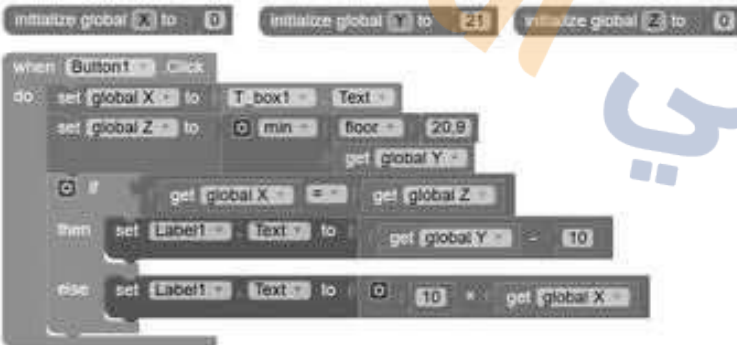 initialize global X to 0 initialize global Y to 21 initialize global Z to 0
when Button1 .Click
do set global X to T_box1 . Text
set global Z to min floor 20.9
get global Y
if get global X = get global Z
then set Label1 . Text to get global Y - 10
else set Label1 . Text to 10 × get global X